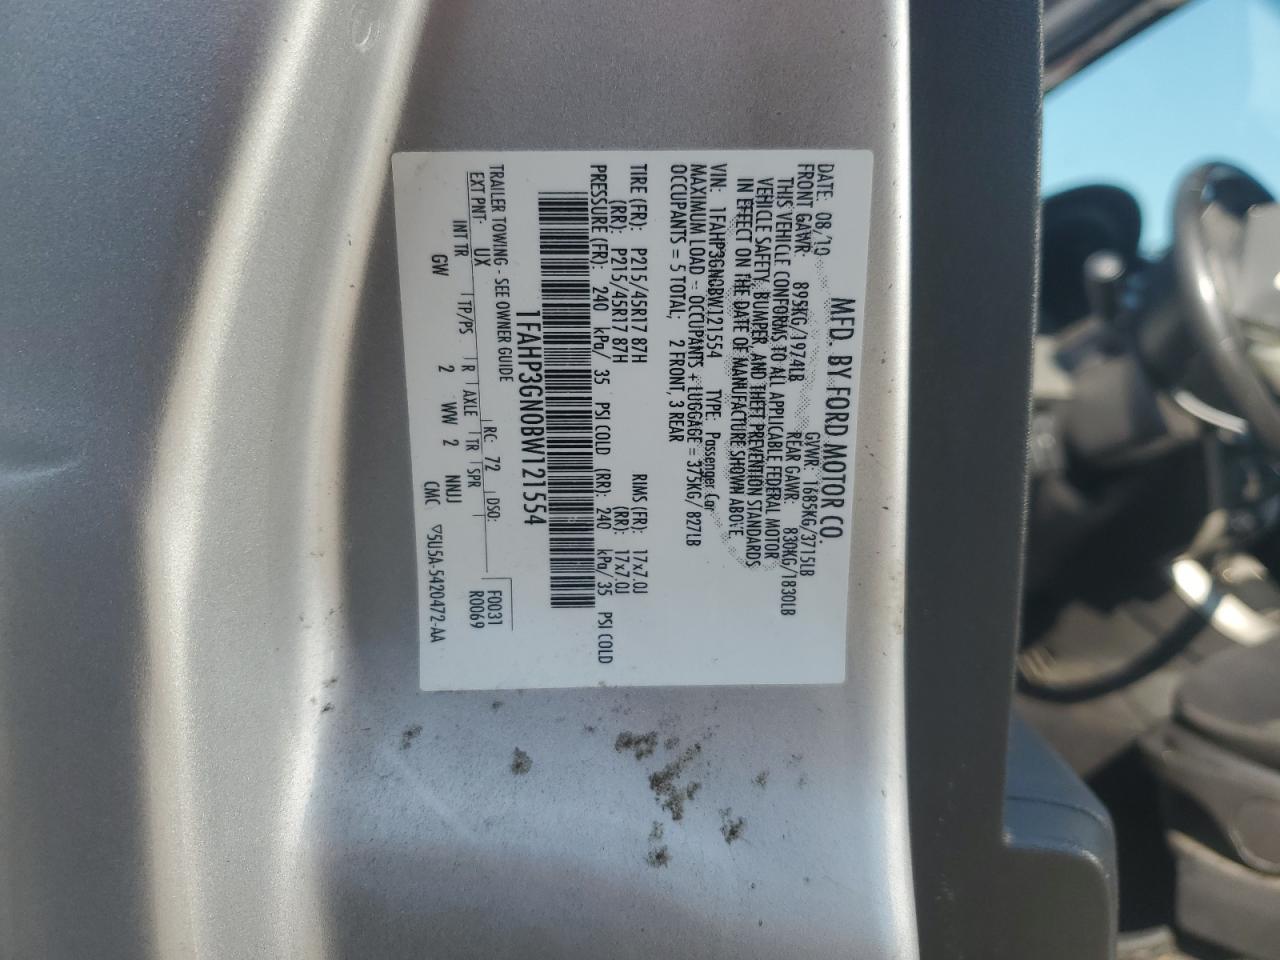 MFD. BY FORD MOTOR CO.
DATE: 08/10 GVWR: 1685KG/3715LB
FRONT GAWR: 895KG/1974LB REAR GAWR: 830KG/1830LB
THIS VEHICLE CONFORMS TO ALL APPLICABLE FEDERAL MOTOR
VEHICLE SAFETY, BUMPER, AND THEFT PREVENTION STANDARDS
IN EFFECT ON THE DATE OF MANUFACTURE SHOWN ABOVE.
VIN: 1FAHP3GN0BW121554 TYPE: Passenger Car
MAXIMUM LOAD = OCCUPANTS + LUGGAGE = 375KG/ 827LB
OCCUPANTS = 5 TOTAL, 2 FRONT, 3 REAR
TIRE (FR): P215/45R17 87H RIMS (FR): 17x7.0J
(RR): P215/45R17 87H (RR): 17x7.0J
PRESSURE (FR): 240 kPa/ 35 PSI COLD (RR): 240 kPa/ 35 PSI COLD
1FAHP3GN0BW121554
TRAILER TOWING - SEE OWNER GUIDE
EXT PNT: UX RC: 72 DSO: F0031
R0069
INT TR TP/PS R AXLE TR SPR
GW 2 WW 2 NNJJ
CMC ▽5U5A-5420472-AA